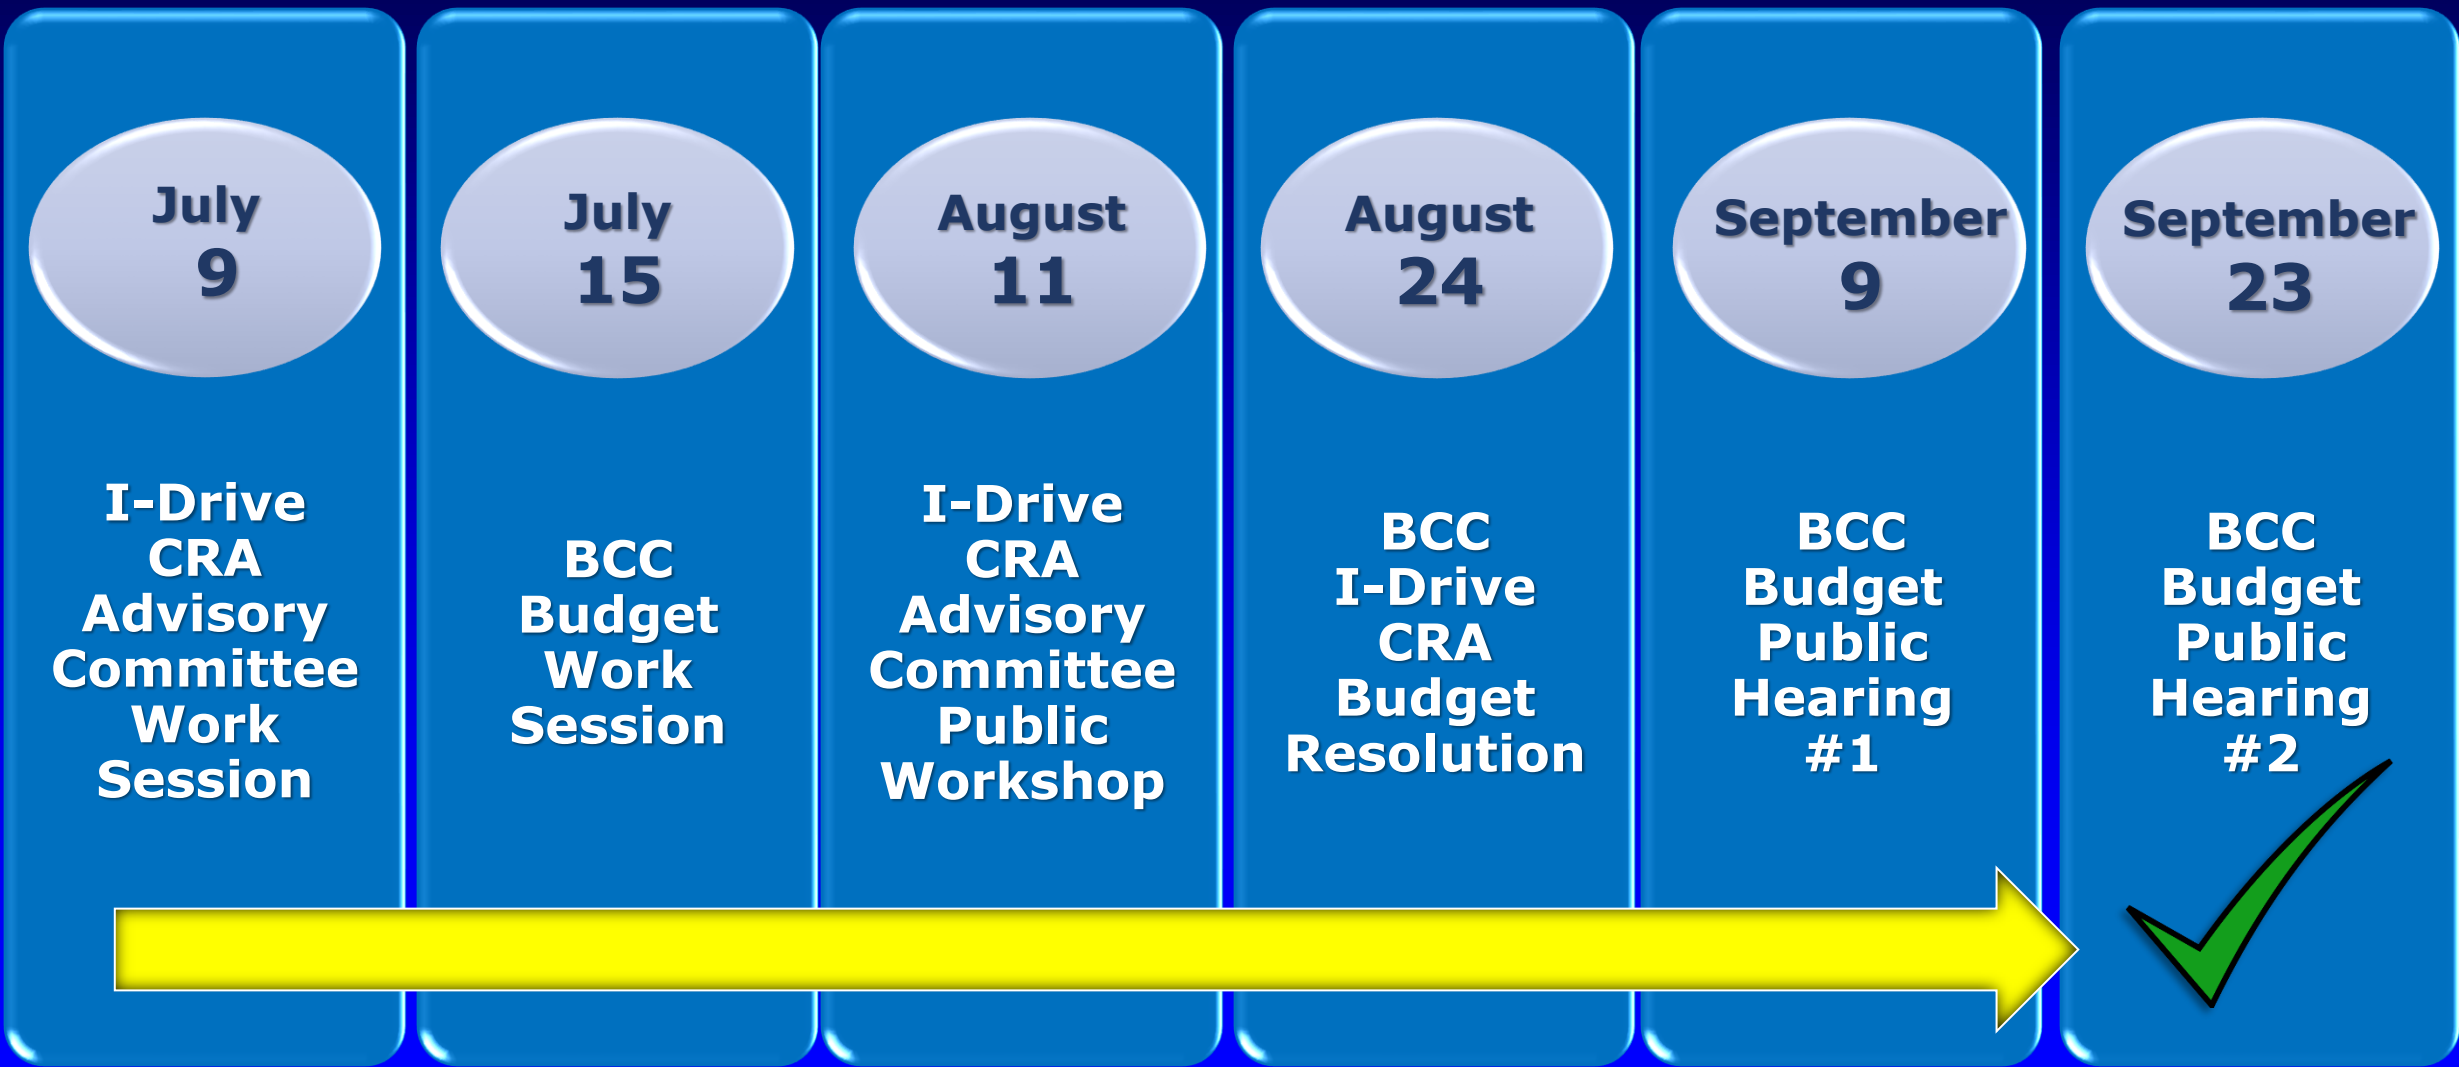 July
9
I-Drive
CRA
Advisory
Committee
Work
Session
July
15
BCC
Budget
Work
Session
August
11
I-Drive
CRA
Advisory
Committee
Public
Workshop
August
24
BCC
I-Drive
CRA
Budget
Resolution
September
9
BCC
Budget
Public
Hearing
#1
September
23
BCC
Budget
Public
Hearing
#2